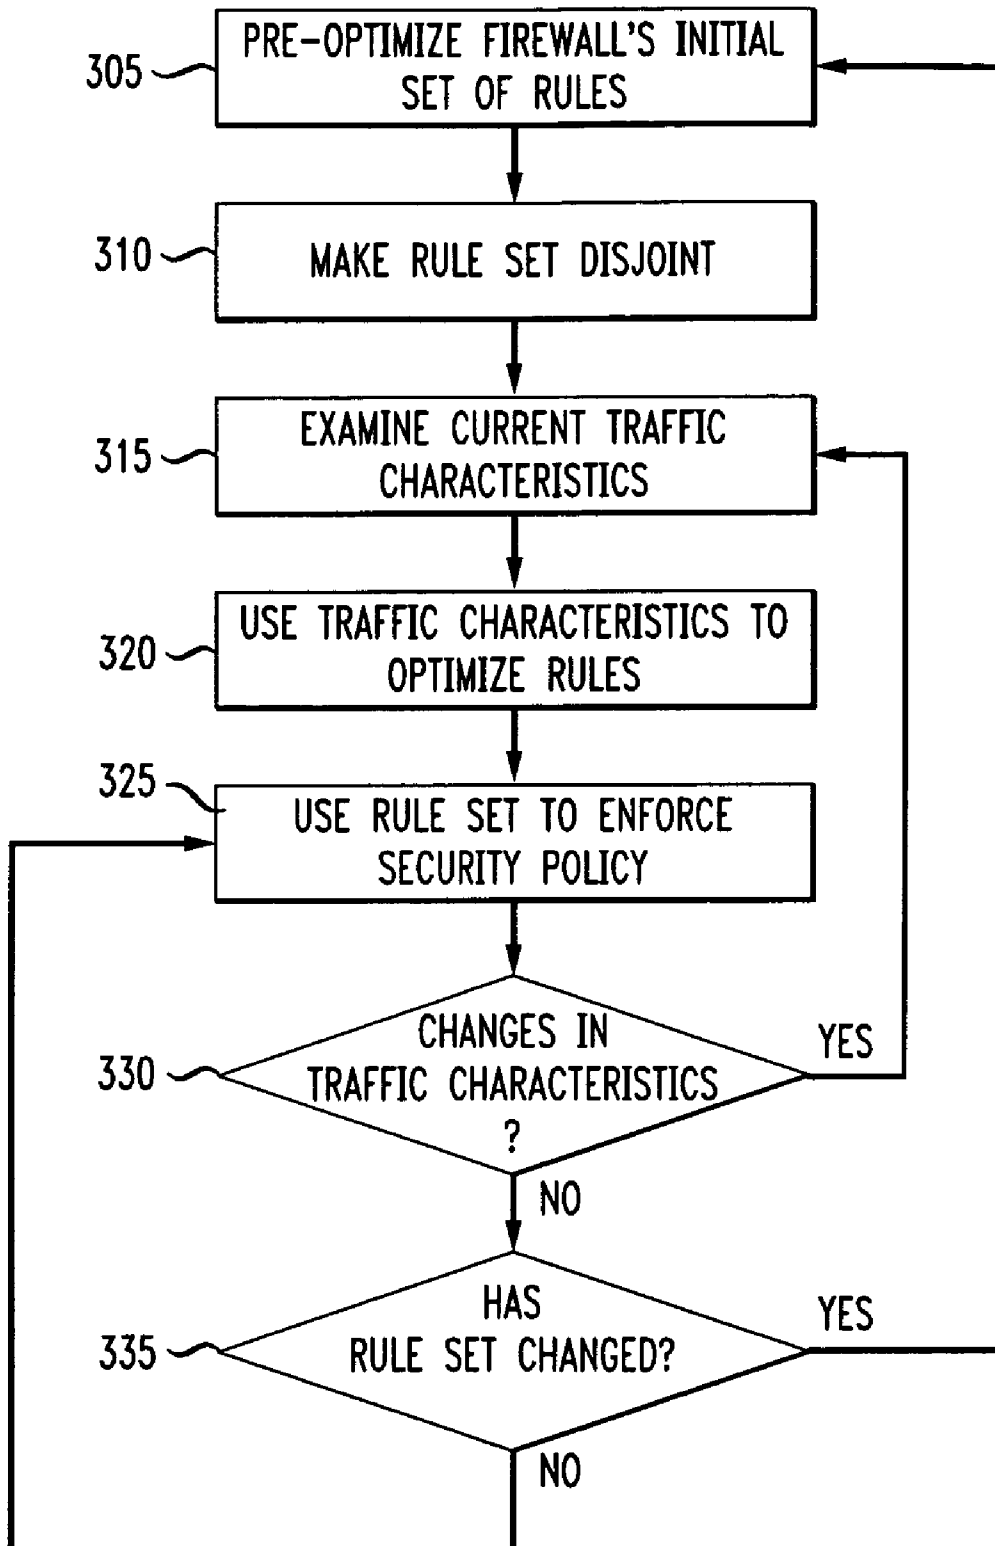 305
PRE-OPTIMIZE FIREWALL'S INITIAL
SET OF RULES
310
MAKE RULE SET DISJOINT
315
EXAMINE CURRENT TRAFFIC
CHARACTERISTICS
320
USE TRAFFIC CHARACTERISTICS TO
OPTIMIZE RULES
325
USE RULE SET TO ENFORCE
SECURITY POLICY
330
CHANGES IN
TRAFFIC CHARACTERISTICS
?
YES
NO
335
HAS
RULE SET CHANGED?
YES
NO